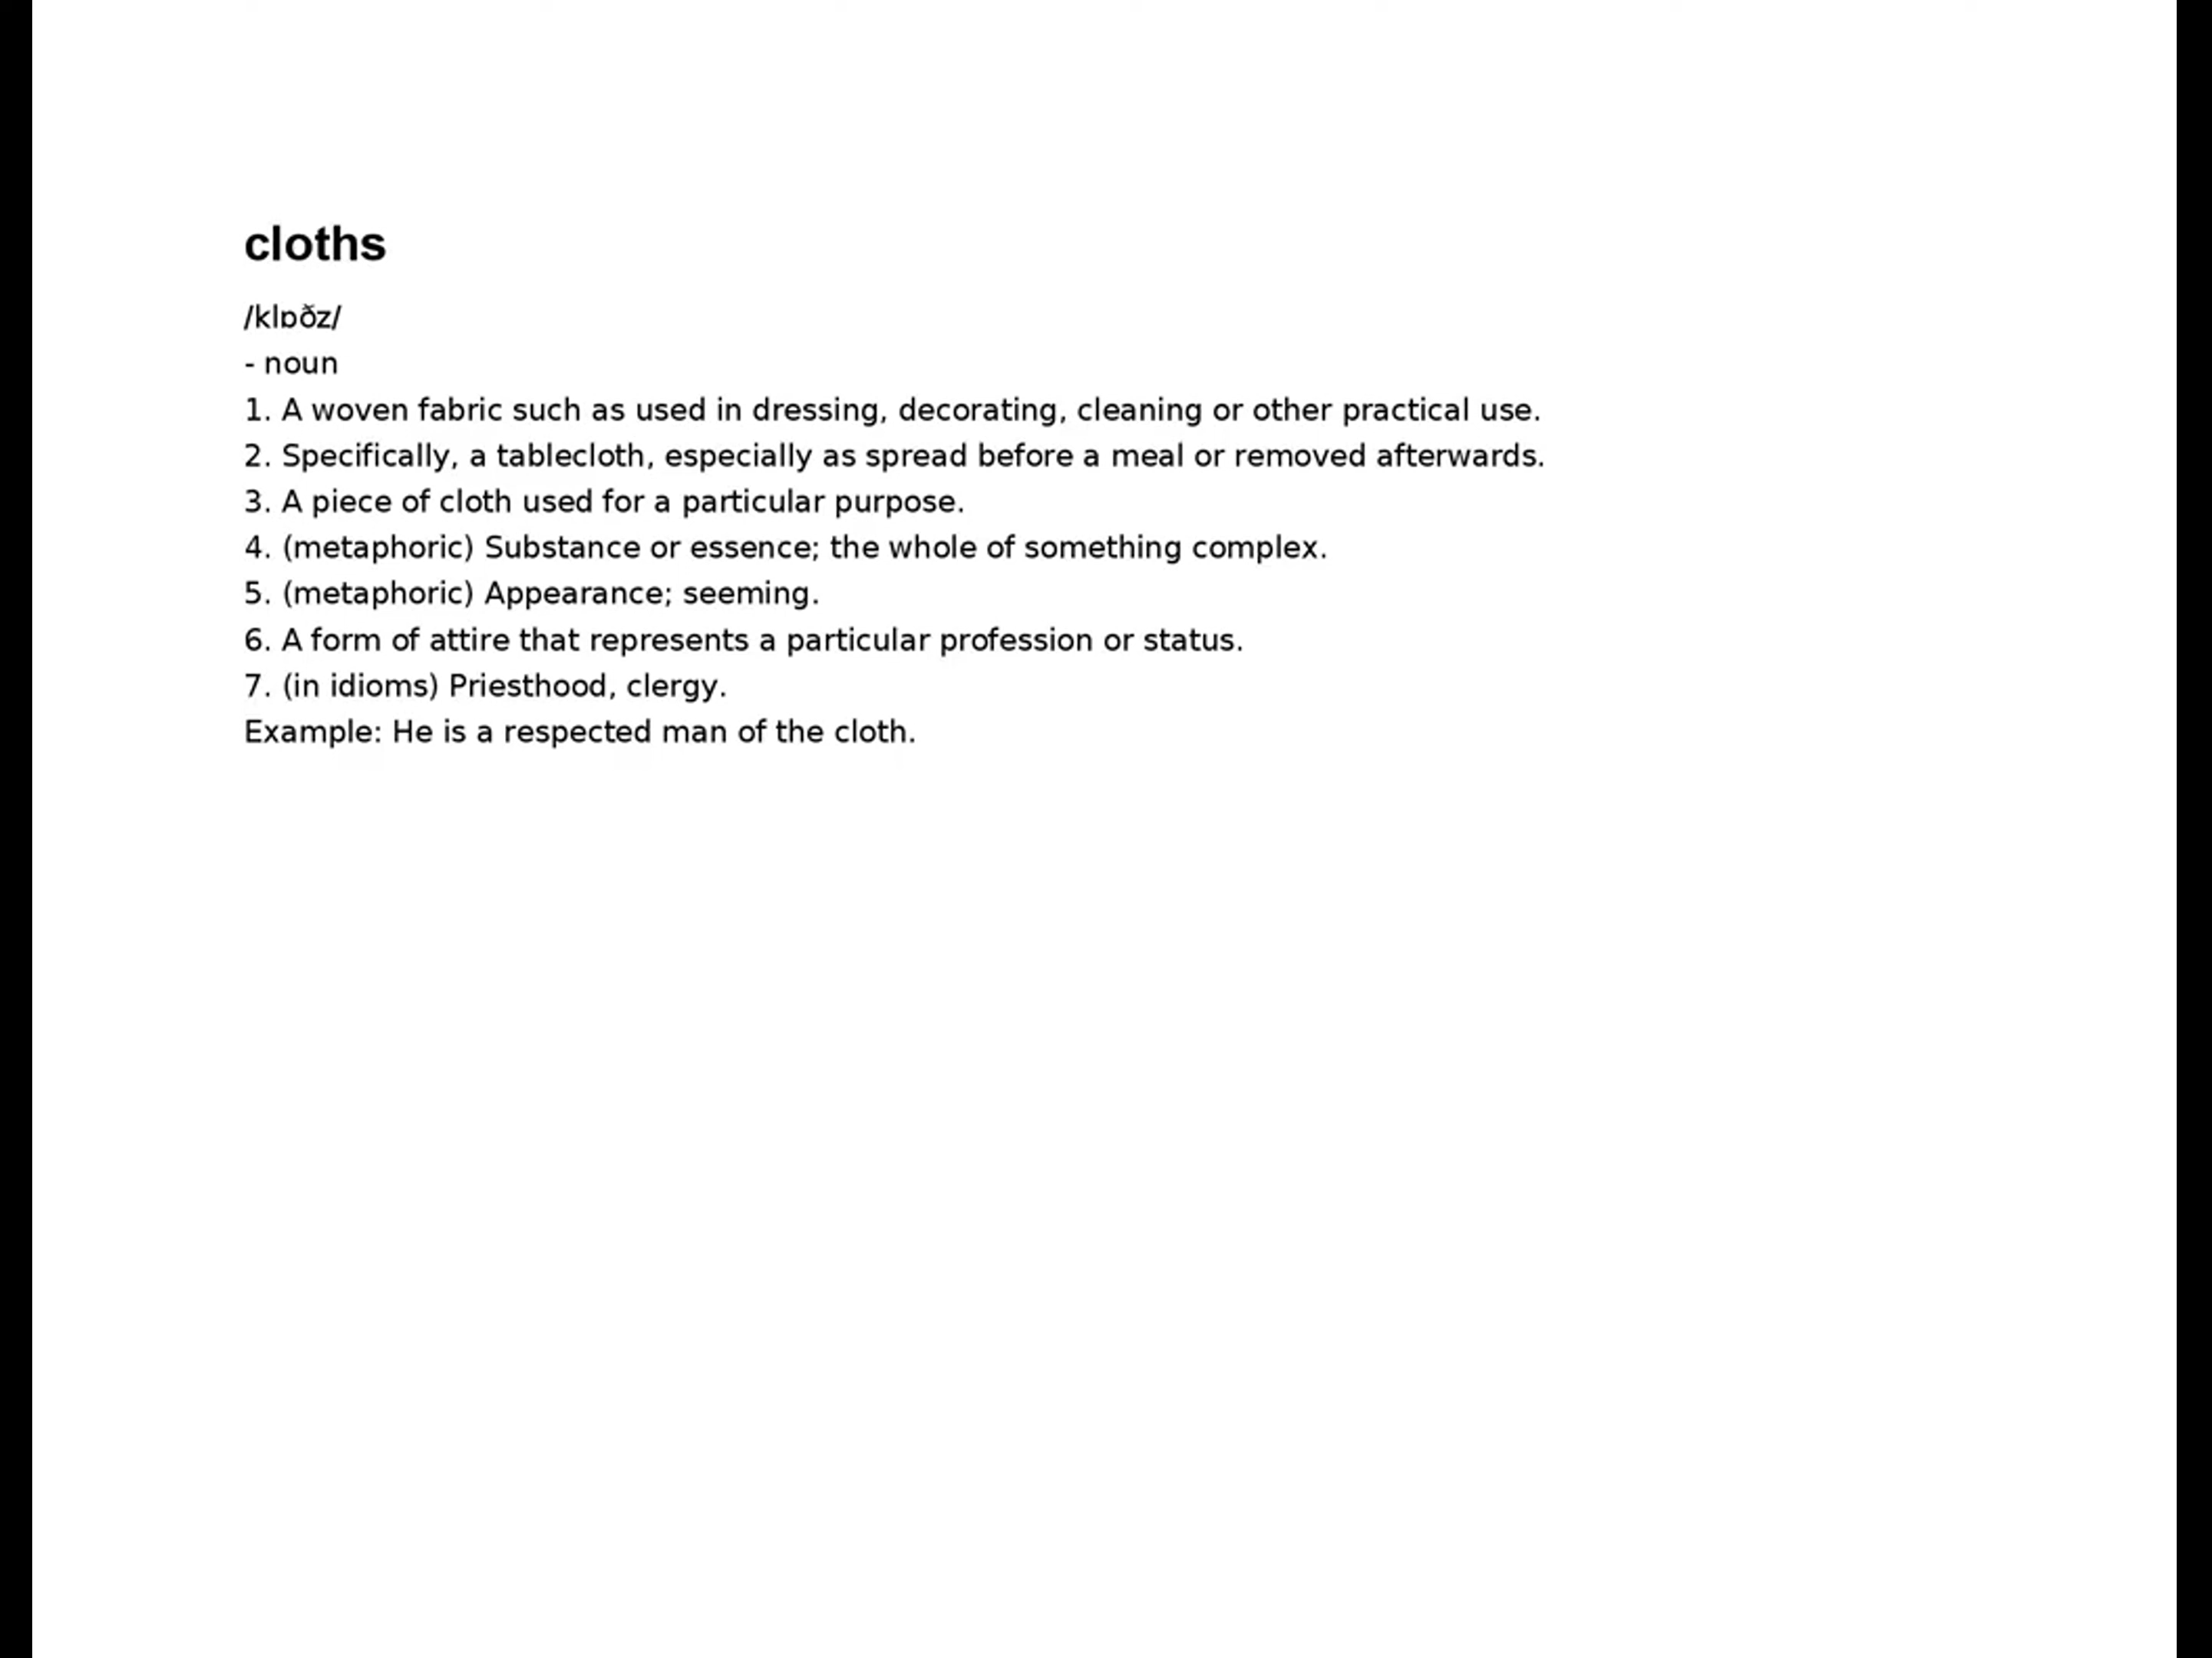 cloths
/klɒðz/
- noun
1. A woven fabric such as used in dressing, decorating, cleaning or other practical use.
2. Specifically, a tablecloth, especially as spread before a meal or removed afterwards.
3. A piece of cloth used for a particular purpose.
4. (metaphoric) Substance or essence; the whole of something complex.
5. (metaphoric) Appearance; seeming.
6. A form of attire that represents a particular profession or status.
7. (in idioms) Priesthood, clergy.
Example: He is a respected man of the cloth.